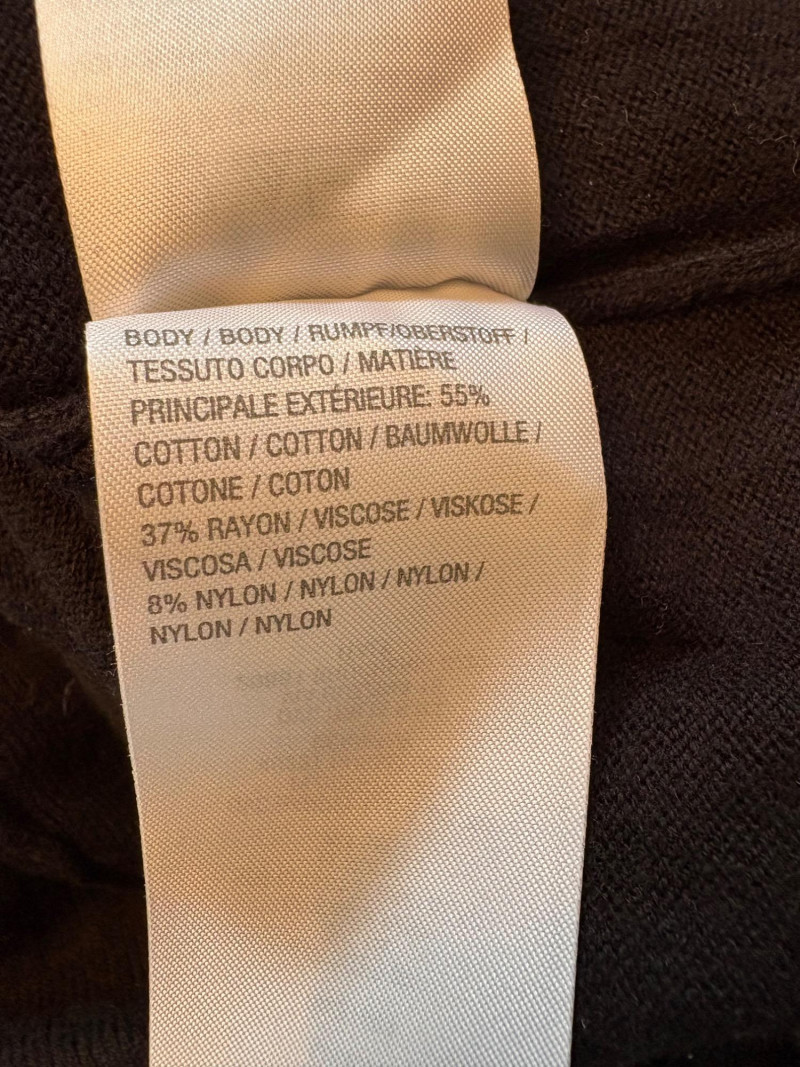 BODY / BODY / RUMPF/OBERSTOFF /
TESSUTO CORPO / MATIÈRE
PRINCIPALE EXTÉRIEURE: 55%
COTTON / COTTON / BAUMWOLLE /
COTONE / COTON
37% RAYON / VISCOSE / VISKOSE /
VISCOSA / VISCOSE
8% NYLON / NYLON / NYLON /
NYLON / NYLON